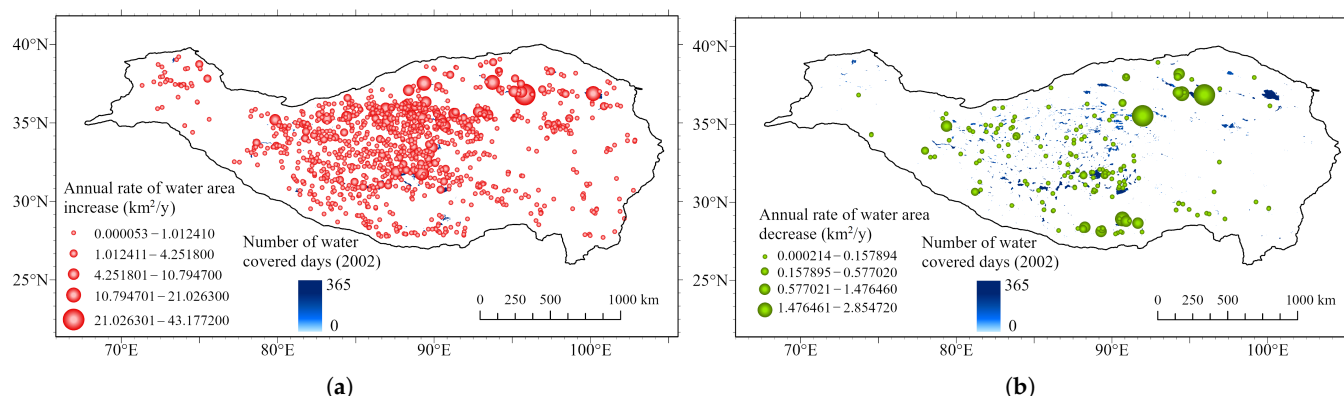 40°N
35°N
30°N
25°N
Annual rate of water area
increase (km²/y)
0.000053 – 1.012410
1.012411 – 4.251800
4.251801 – 10.794700
10.794701 – 21.026300
21.026301 – 43.177200
Number of water
covered days (2002)
365
0
0 250 500 1000 km
70°E 80°E 90°E 100°E
(a)
40°N
35°N
30°N
25°N
Annual rate of water area
decrease (km²/y)
0.000214 – 0.157894
0.157895 – 0.577020
0.577021 – 1.476460
1.476461 – 2.854720
Number of water
covered days (2002)
365
0
0 250 500 1000 km
70°E 80°E 90°E 100°E
(b)